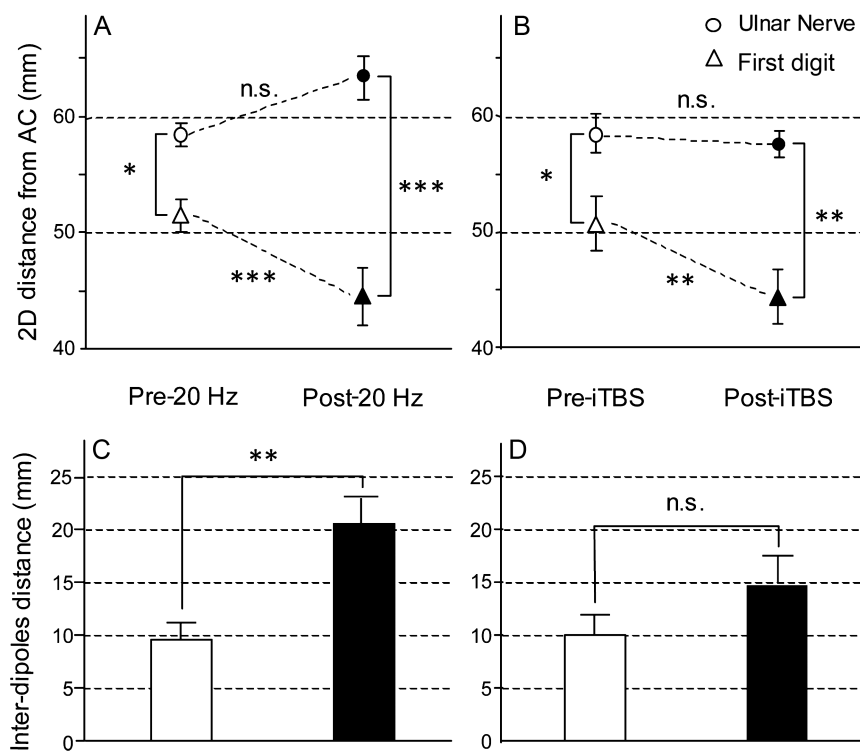 A
B
Ulnar Nerve
First digit
2D distance from AC (mm)
60
50
40
n.s.
*
***
***
60
50
40
n.s.
*
**
**
Pre-20 Hz
Post-20 Hz
Pre-iTBS
Post-iTBS
C
D
Inter-dipoles distance (mm)
25
20
15
10
5
0
**
25
20
15
10
5
0
n.s.